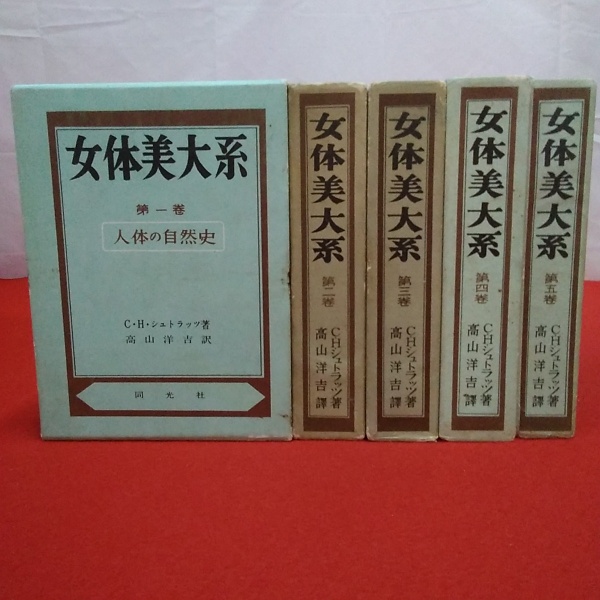 女体美大系
第一巻
人体の自然史
C・H・シュトラッツ著
高山洋吉訳
同光社
女体美大系
第二巻
C・Hシュトラッツ著
高山洋吉譯
女体美大系
第三巻
C・Hシュトラッツ著
高山洋吉譯
女体美大系
第四巻
C・Hシュトラッツ著
高山洋吉譯
女体美大系
第五巻
C・Hシュトラッツ著
高山洋吉譯